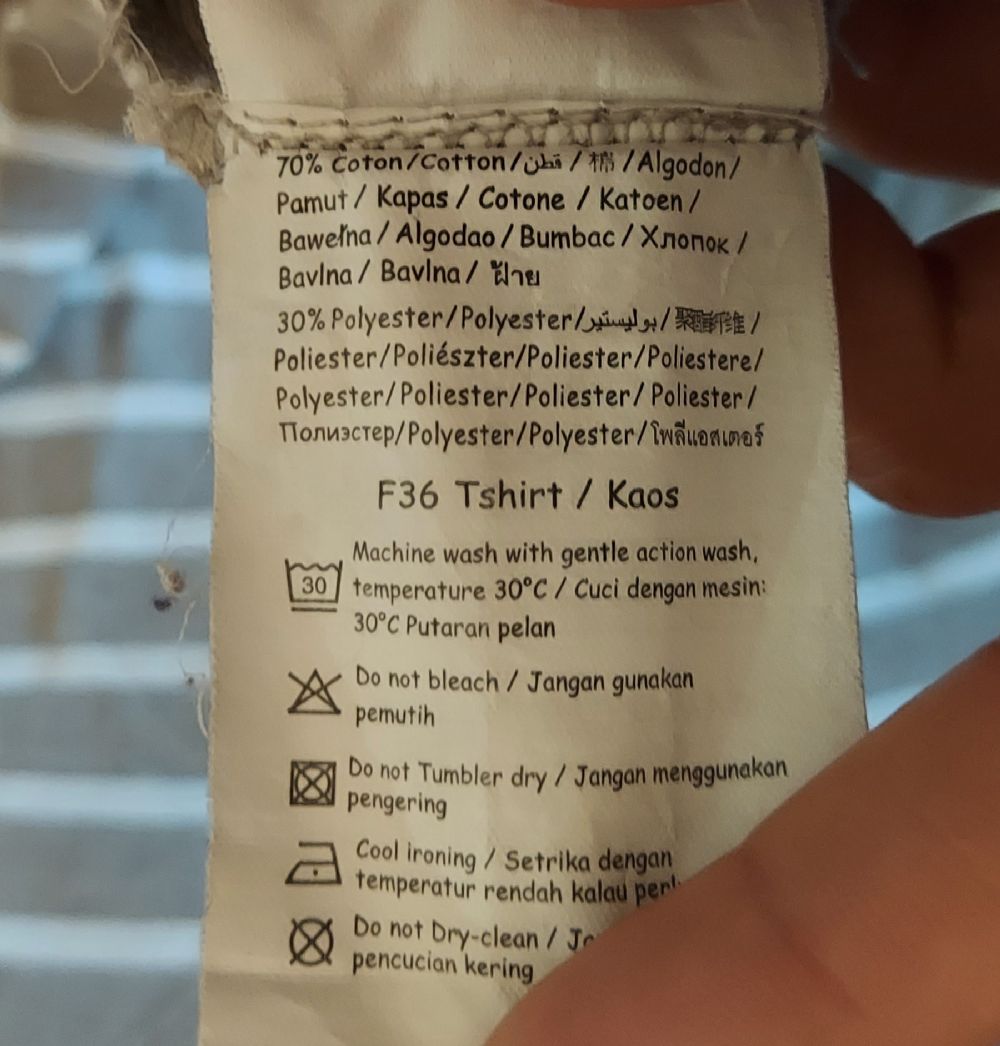 70% Coton/Cotton/قطن/棉/Algodon/
Pamut/ Kapas / Cotone / Katoen /
Bawełna/ Algodao/ Bumbac/ Хлопок /
Bavlna/ Bavlna/ ฝ้าย
30% Polyester/Polyester/بوليستير/聚酯纤维/
Poliester/Poliészter/Poliester/Poliestere/
Polyester/Poliester/Poliester/ Poliester/
Полиэстер/Polyester/Polyester/โพลีแอสเตอร์
F36 Tshirt / Kaos
Machine wash with gentle action wash,
30 temperature 30°C / Cuci dengan mesin:
30°C Putaran pelan
Do not bleach / Jangan gunakan
pemutih
Do not Tumbler dry / Jangan menggunakan
pengering
Cool ironing / Setrika dengan
temperatur rendah kalau
Do not Dry-clean /
pencucian kering